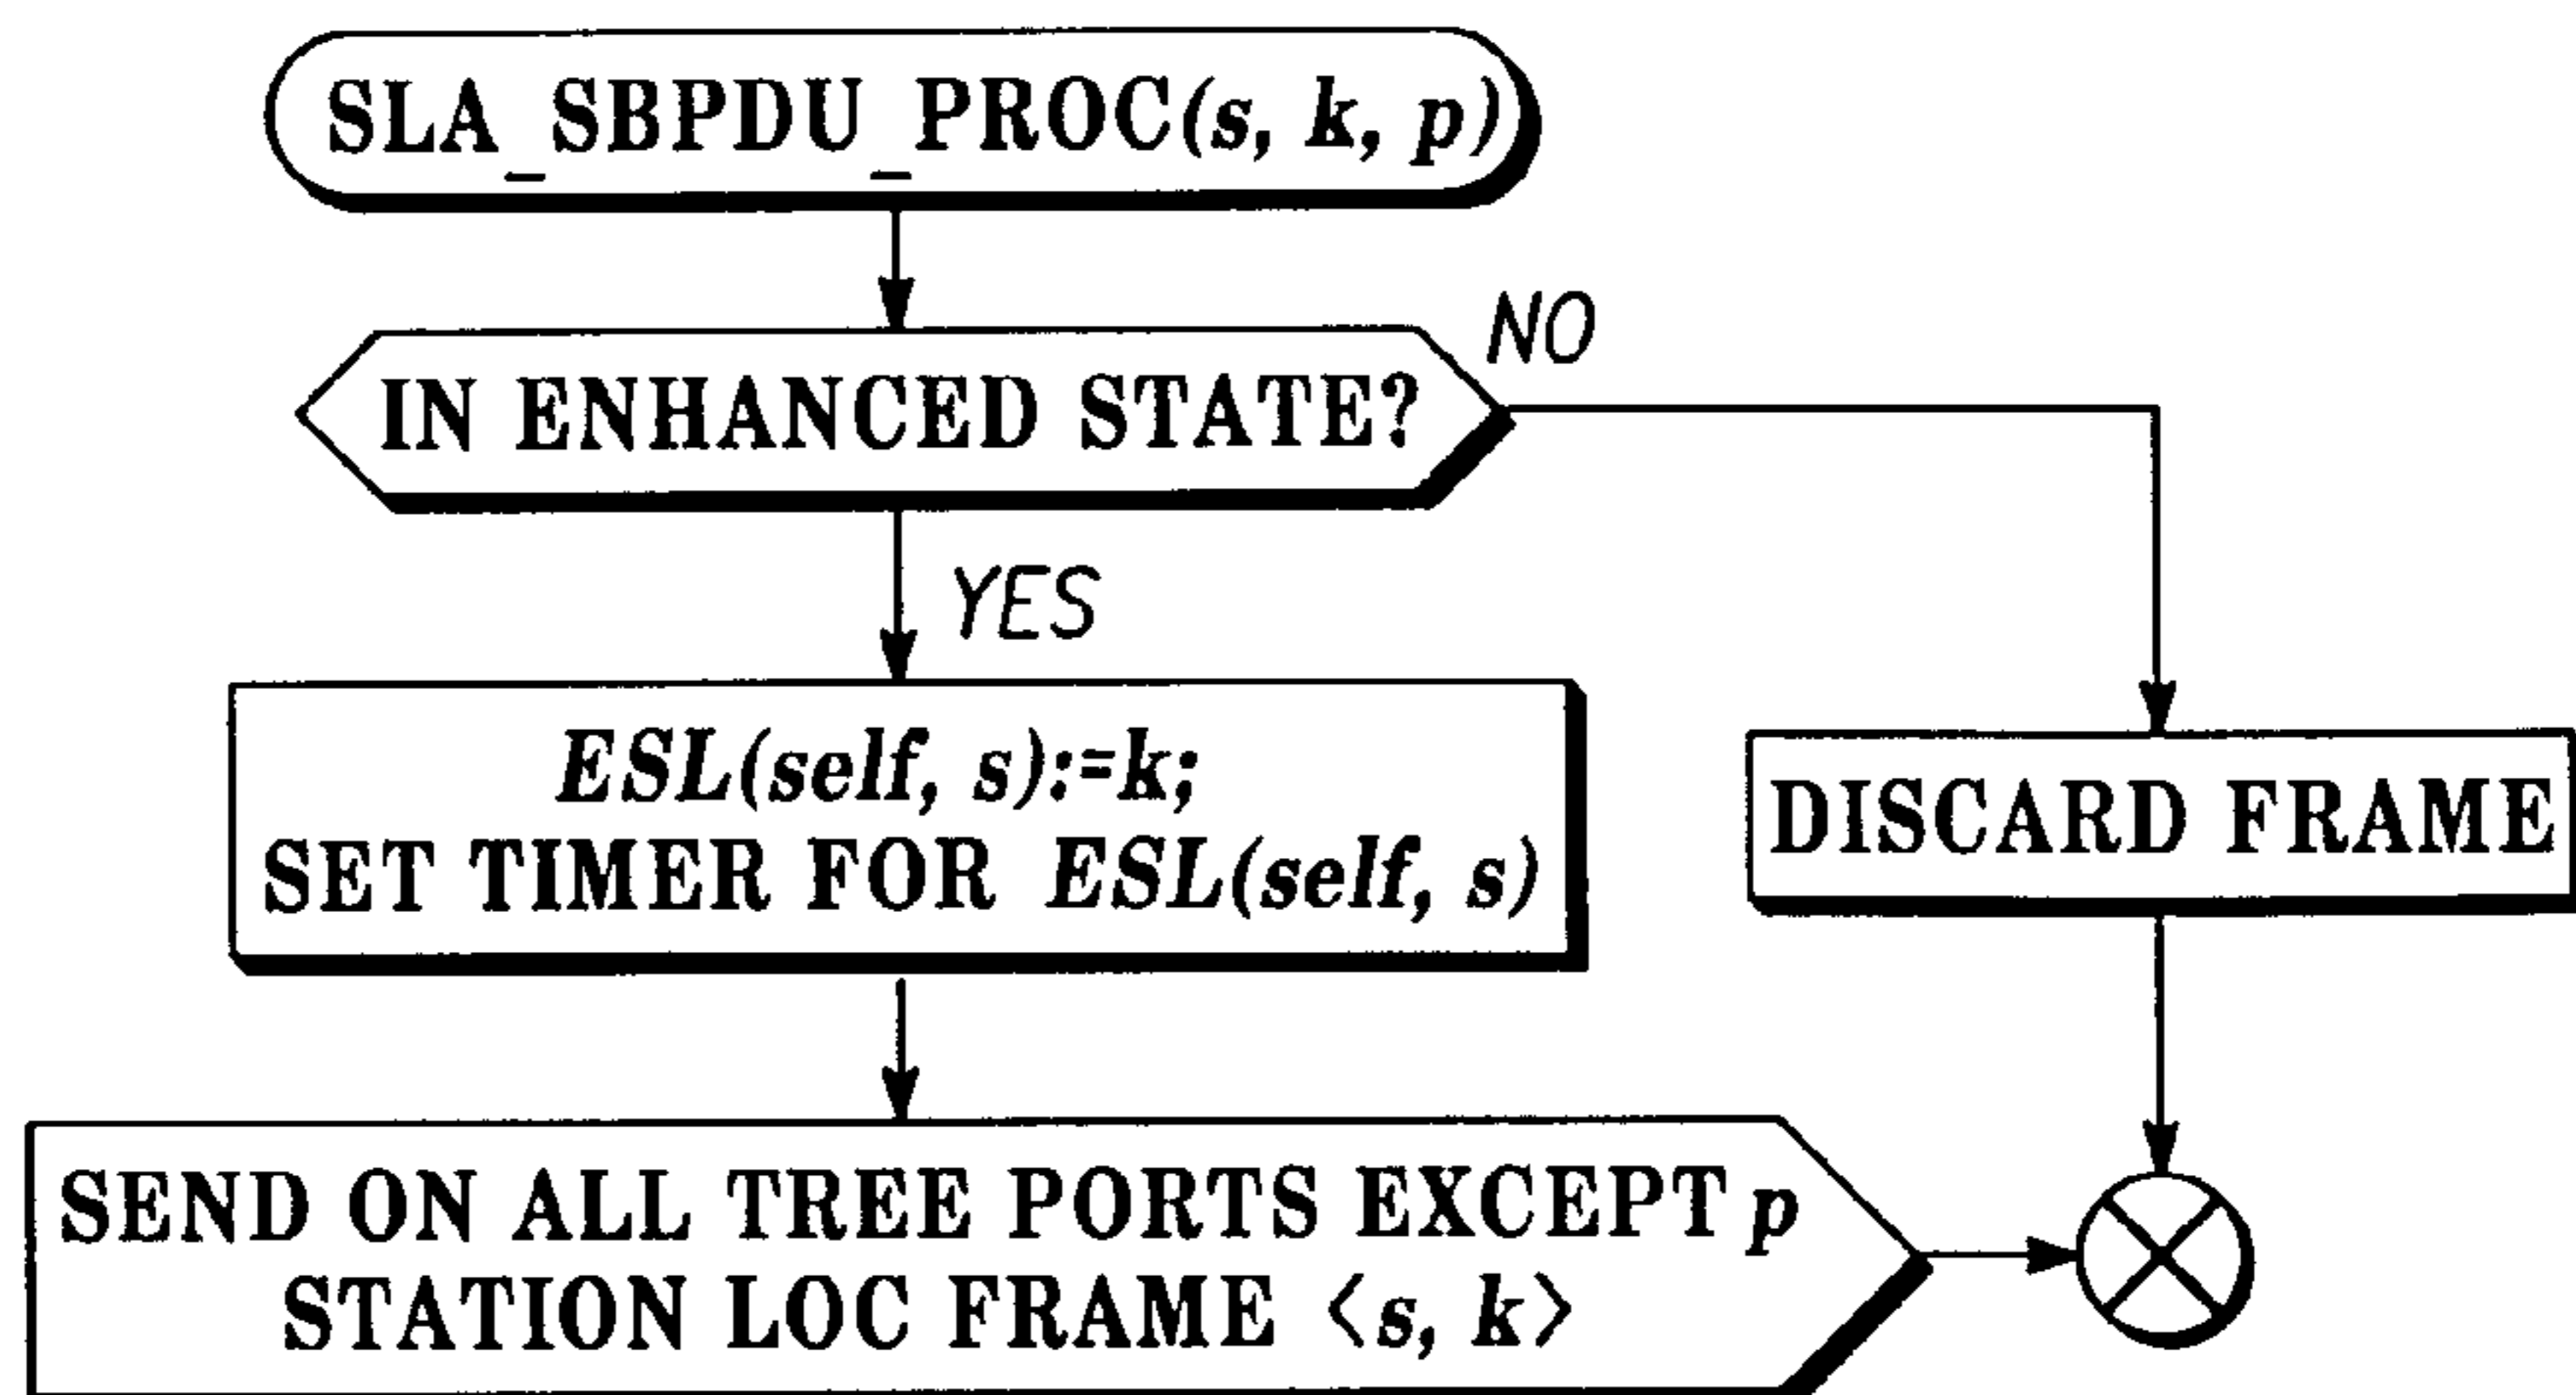 SLA_SBPDU_PROC(s, k, p)
IN ENHANCED STATE?
NO
YES
ESL(self, s):=k;
SET TIMER FOR ESL(self, s)
DISCARD FRAME
SEND ON ALL TREE PORTS EXCEPT p
STATION LOC FRAME 〈s, k〉